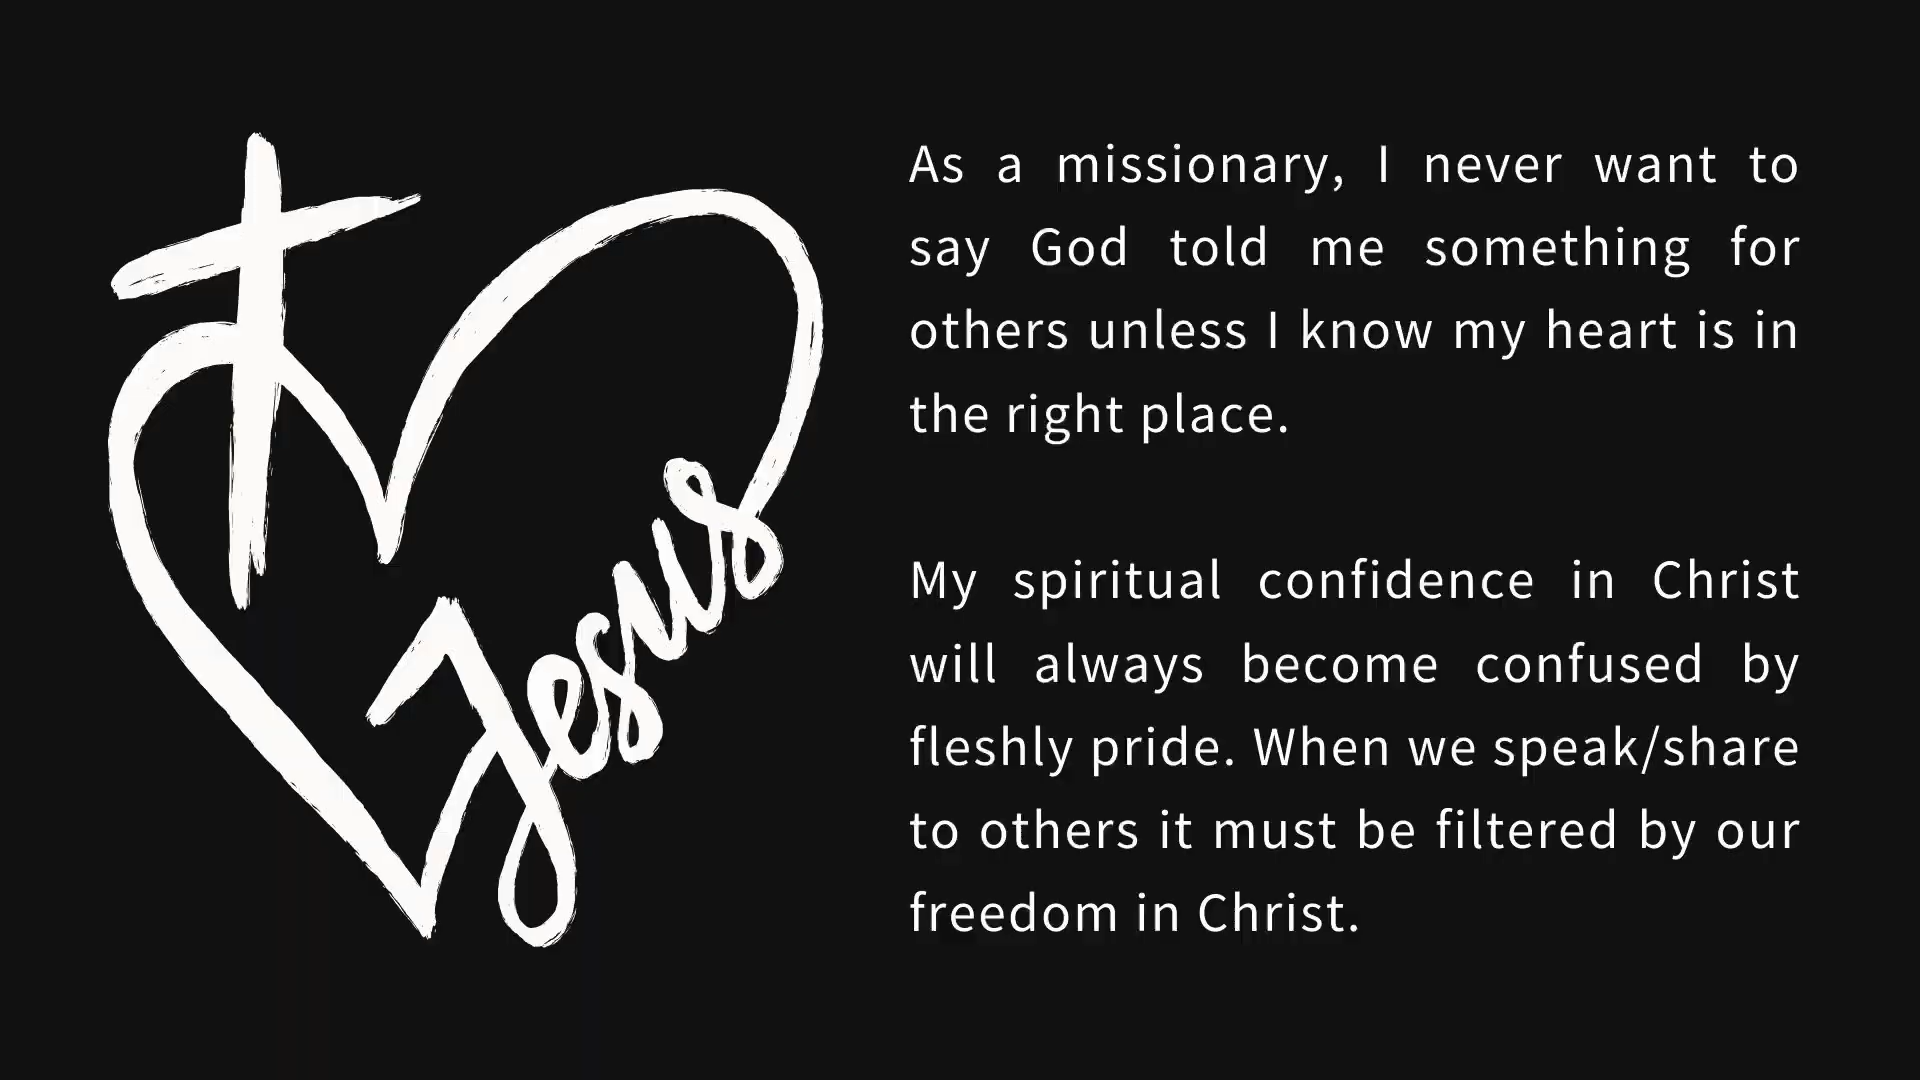 Jesus
As a missionary, I never want to
say God told me something for
others unless I know my heart is in
the right place.
My spiritual confidence in Christ
will always become confused by
fleshly pride. When we speak/share
to others it must be filtered by our
freedom in Christ.